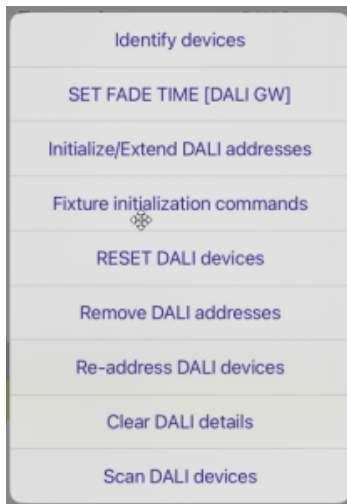 Identify devices
SET FADE TIME [DALI GW]
Initialize/Extend DALI addresses
Fixture initialization commands
RESET DALI devices
Remove DALI addresses
Re-address DALI devices
Clear DALI details
Scan DALI devices